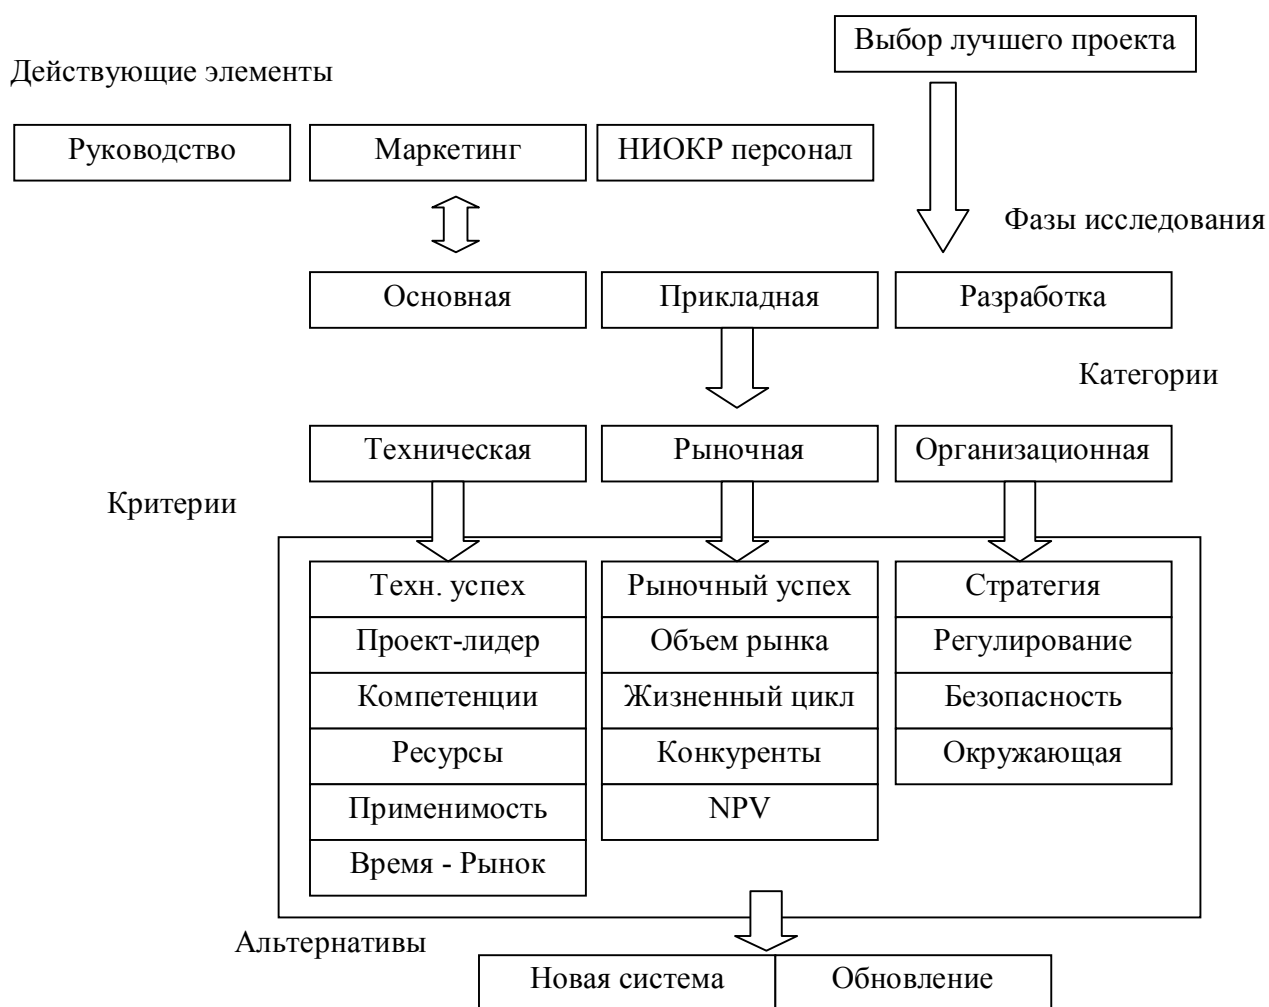 Выбор лучшего проекта
Действующие элементы
Руководство
Маркетинг
НИОКР персонал
Фазы исследования
Основная
Прикладная
Разработка
Категории
Техническая
Рыночная
Организационная
Критерии
Техн. успех
Рыночный успех
Стратегия
Проект-лидер
Объем рынка
Регулирование
Компетенции
Жизненный цикл
Безопасность
Ресурсы
Конкуренты
Окружающая
Применимость
NPV
Время - Рынок
Альтернативы
Новая система
Обновление